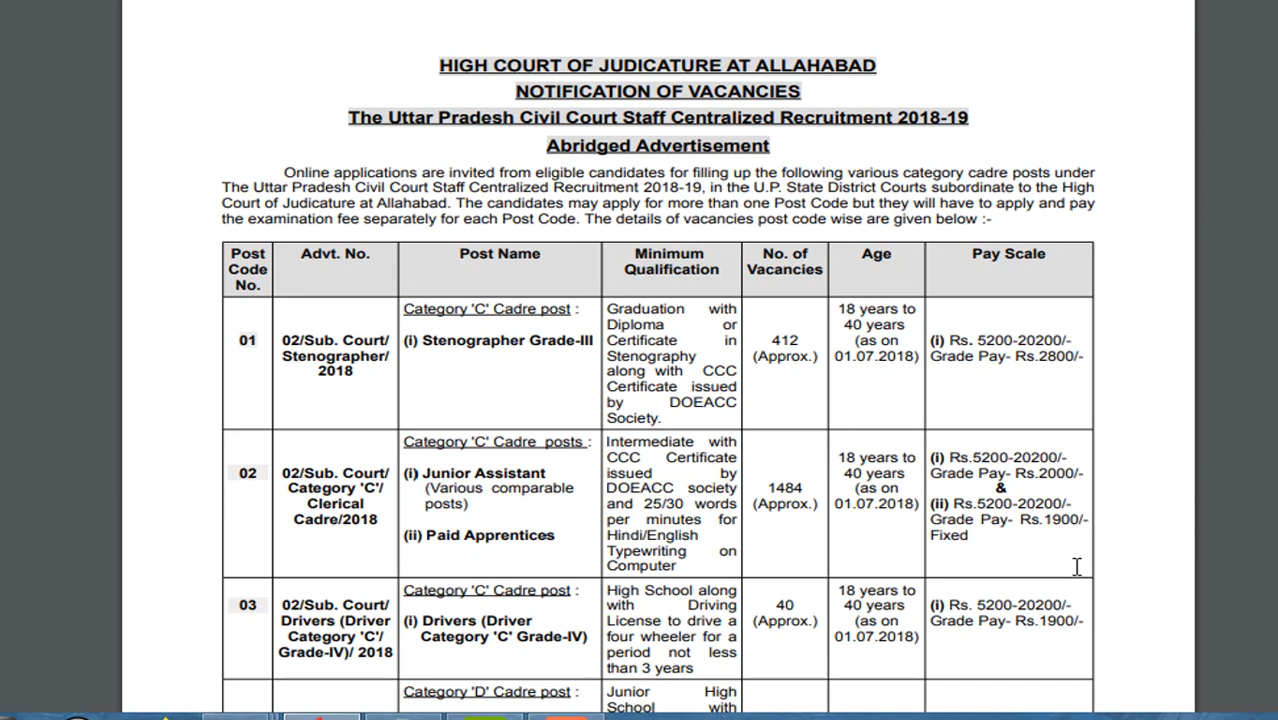 HIGH COURT OF JUDICATURE AT ALLAHABAD
NOTIFICATION OF VACANCIES
The Uttar Pradesh Civil Court Staff Centralized Recruitment 2018-19
Abridged Advertisement
Online applications are invited from eligible candidates for filling up the following various category cadre posts under
The Uttar Pradesh Civil Court Staff Centralized Recruitment 2018-19, in the U.P. State District Courts subordinate to the High
Court of Judicature at Allahabad. The candidates may apply for more than one Post Code but they will have to apply and pay
the examination fee separately for each Post Code. The details of vacancies post code wise are given below :-
Post
Code
No.
Advt. No.
Post Name
Minimum
Qualification
No. of
Vacancies
Age
Pay Scale
01
02/Sub. Court/
Stenographer/
2018
Category 'C' Cadre post :
(i) Stenographer Grade-III
Graduation with
Diploma or
Certificate in
Stenography
along with CCC
Certificate issued
by DOEACC
Society.
412
(Approx.)
18 years to
40 years
(as on
01.07.2018)
(i) Rs. 5200-20200/-
Grade Pay- Rs.2800/-
02
02/Sub. Court/
Category 'C'/
Clerical
Cadre/2018
Category 'C' Cadre posts :
(i) Junior Assistant
(Various comparable
posts)
(ii) Paid Apprentices
Intermediate with
CCC Certificate
issued by
DOEACC society
and 25/30 words
per minutes for
Hindi/English
Typewriting on
Computer
1484
(Approx.)
18 years to
40 years
(as on
01.07.2018)
(i) Rs.5200-20200/-
Grade Pay- Rs.2000/-
&
(ii) Rs.5200-20200/-
Grade Pay- Rs.1900/-
Fixed
03
02/Sub. Court/
Drivers (Driver
Category 'C'/
Grade-IV)/ 2018
Category 'C' Cadre post :
(i) Drivers (Driver
Category 'C' Grade-IV)
High School along
with Driving
License to drive a
four wheeler for a
period not less
than 3 years
40
(Approx.)
18 years to
40 years
(as on
01.07.2018)
(i) Rs. 5200-20200/-
Grade Pay- Rs.1900/-
Category 'D' Cadre post :
Junior High
School with